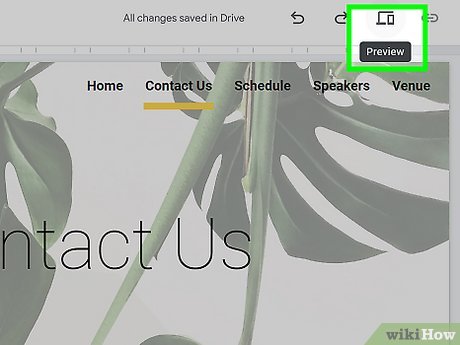 All changes saved in Drive
Preview
Home Contact Us Schedule Speakers Venue
ntact Us
wikiHow